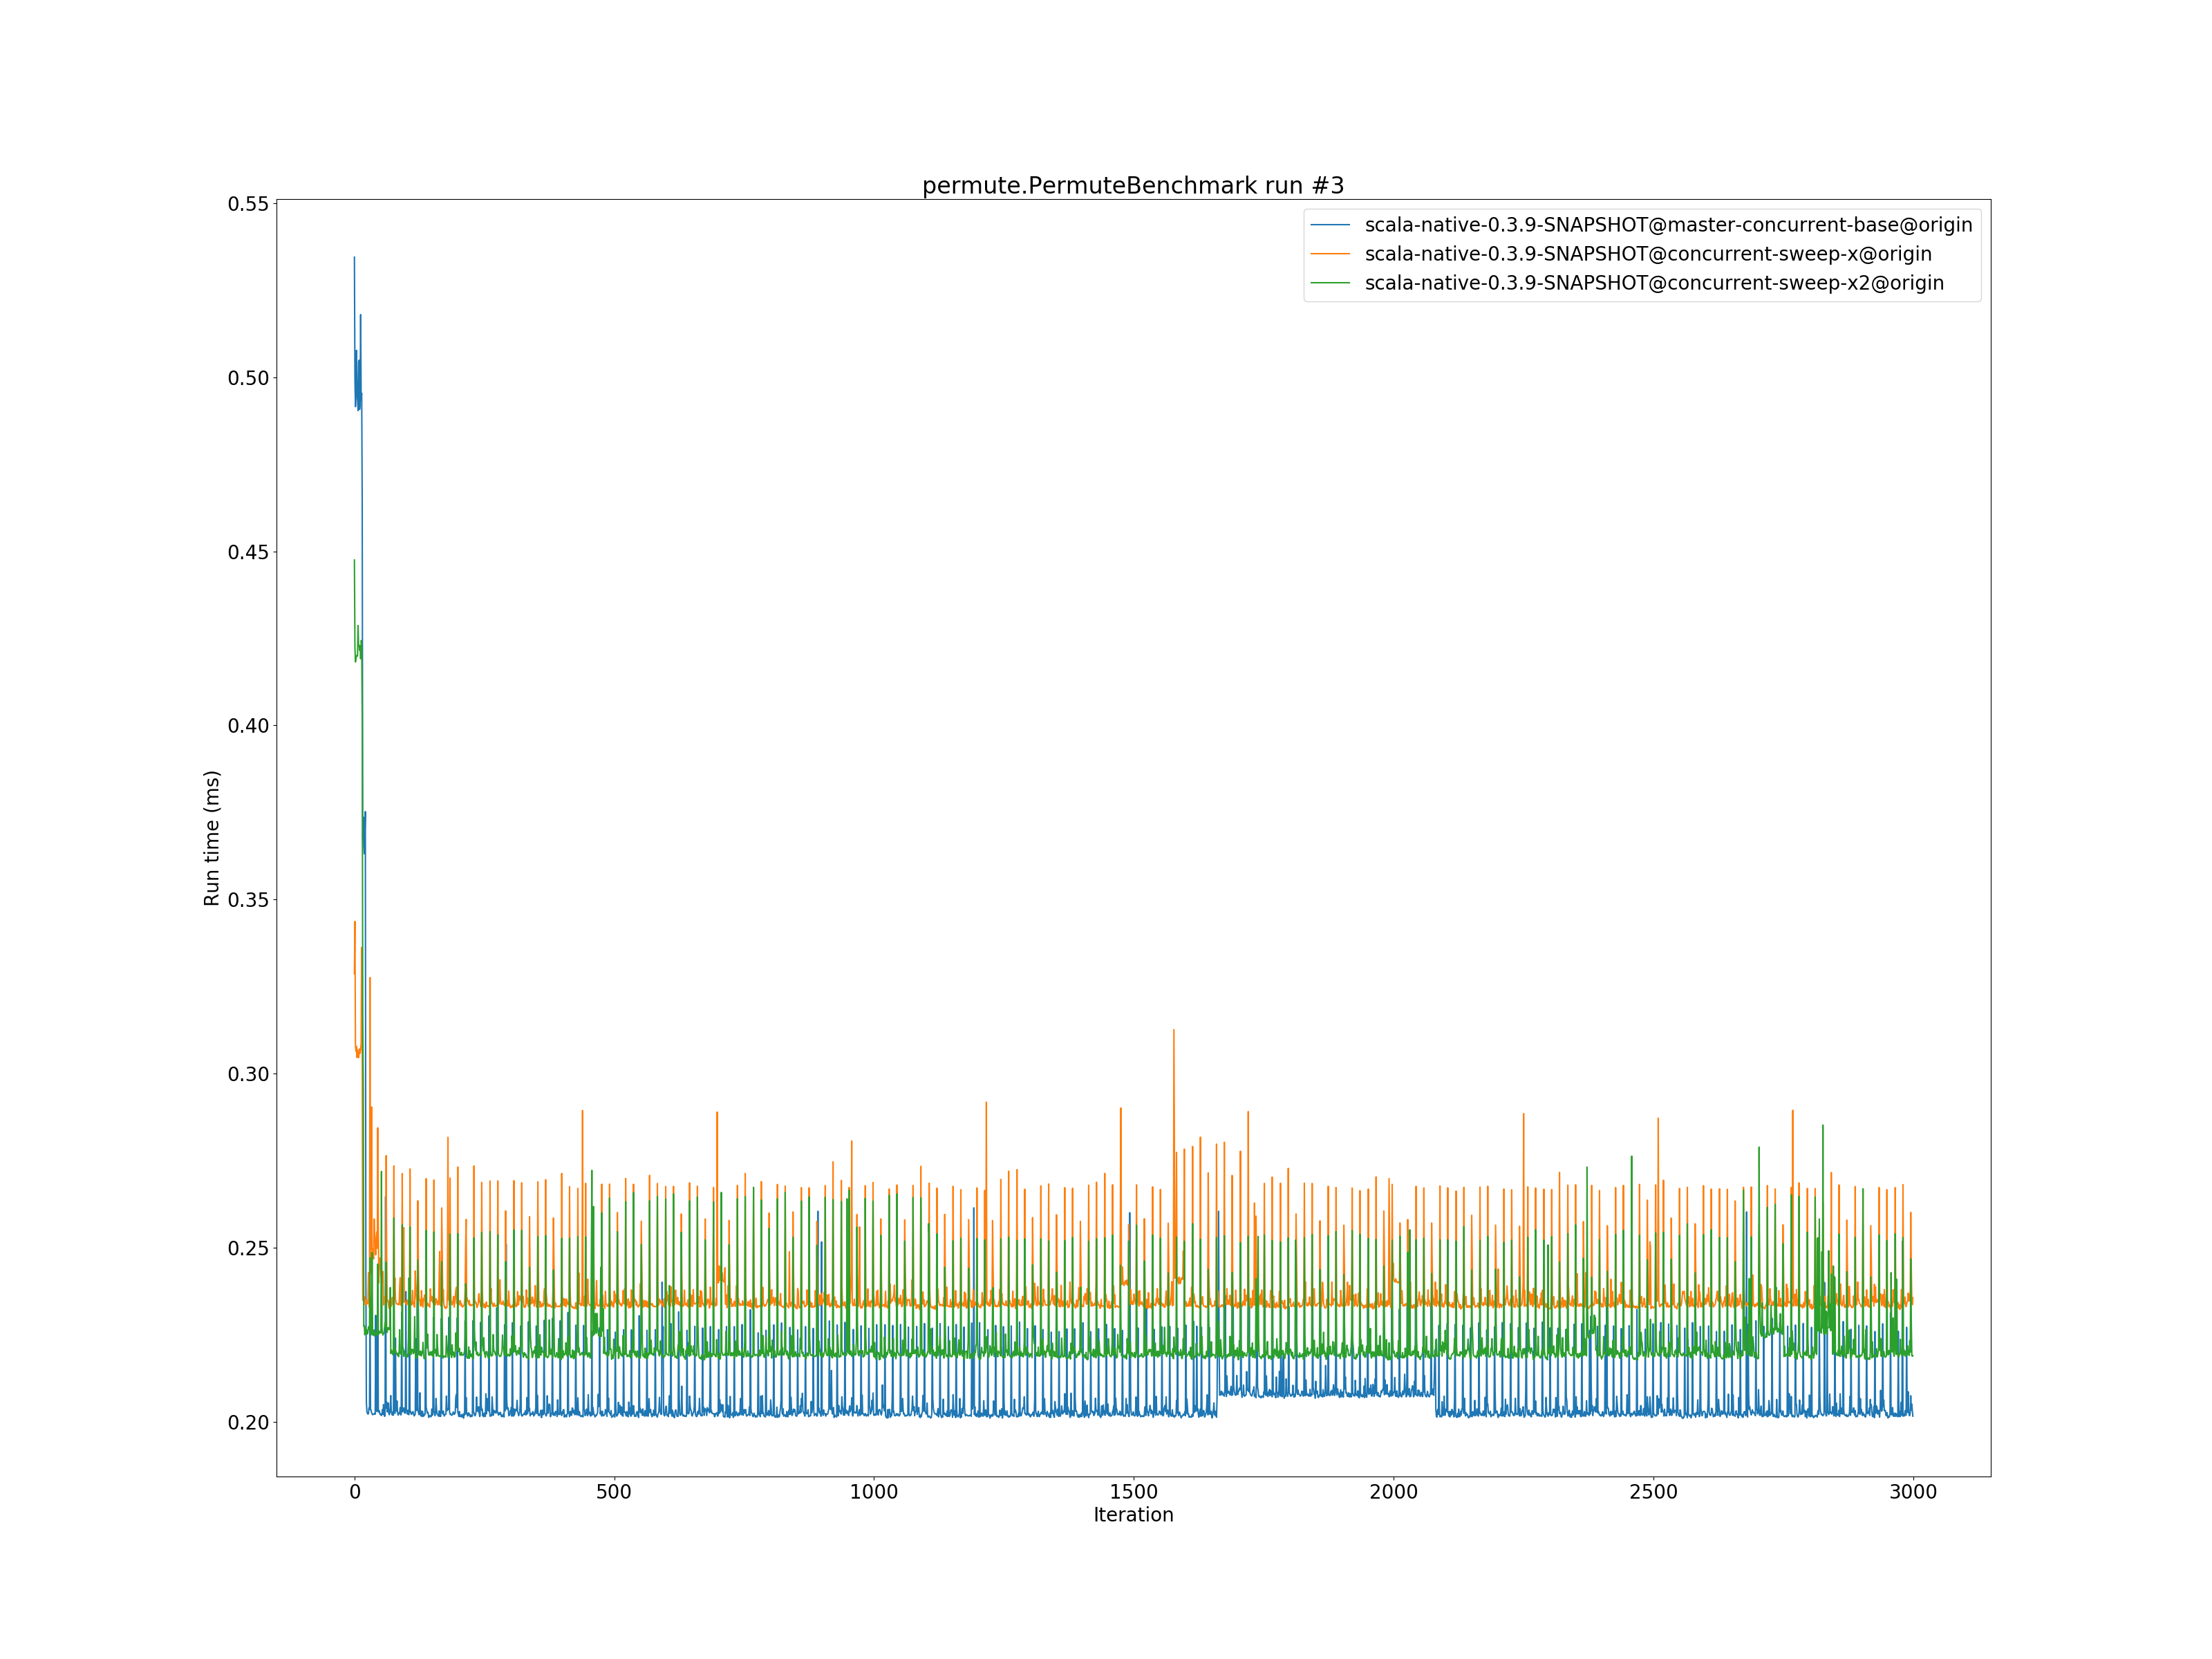 permute.PermuteBenchmark run #3
scala-native-0.3.9-SNAPSHOT@master-concurrent-base@origin
scala-native-0.3.9-SNAPSHOT@concurrent-sweep-x@origin
scala-native-0.3.9-SNAPSHOT@concurrent-sweep-x2@origin
Run time (ms)
0.55
0.50
0.45
0.40
0.35
0.30
0.25
0.20
0 500 1000 1500 2000 2500 3000
Iteration